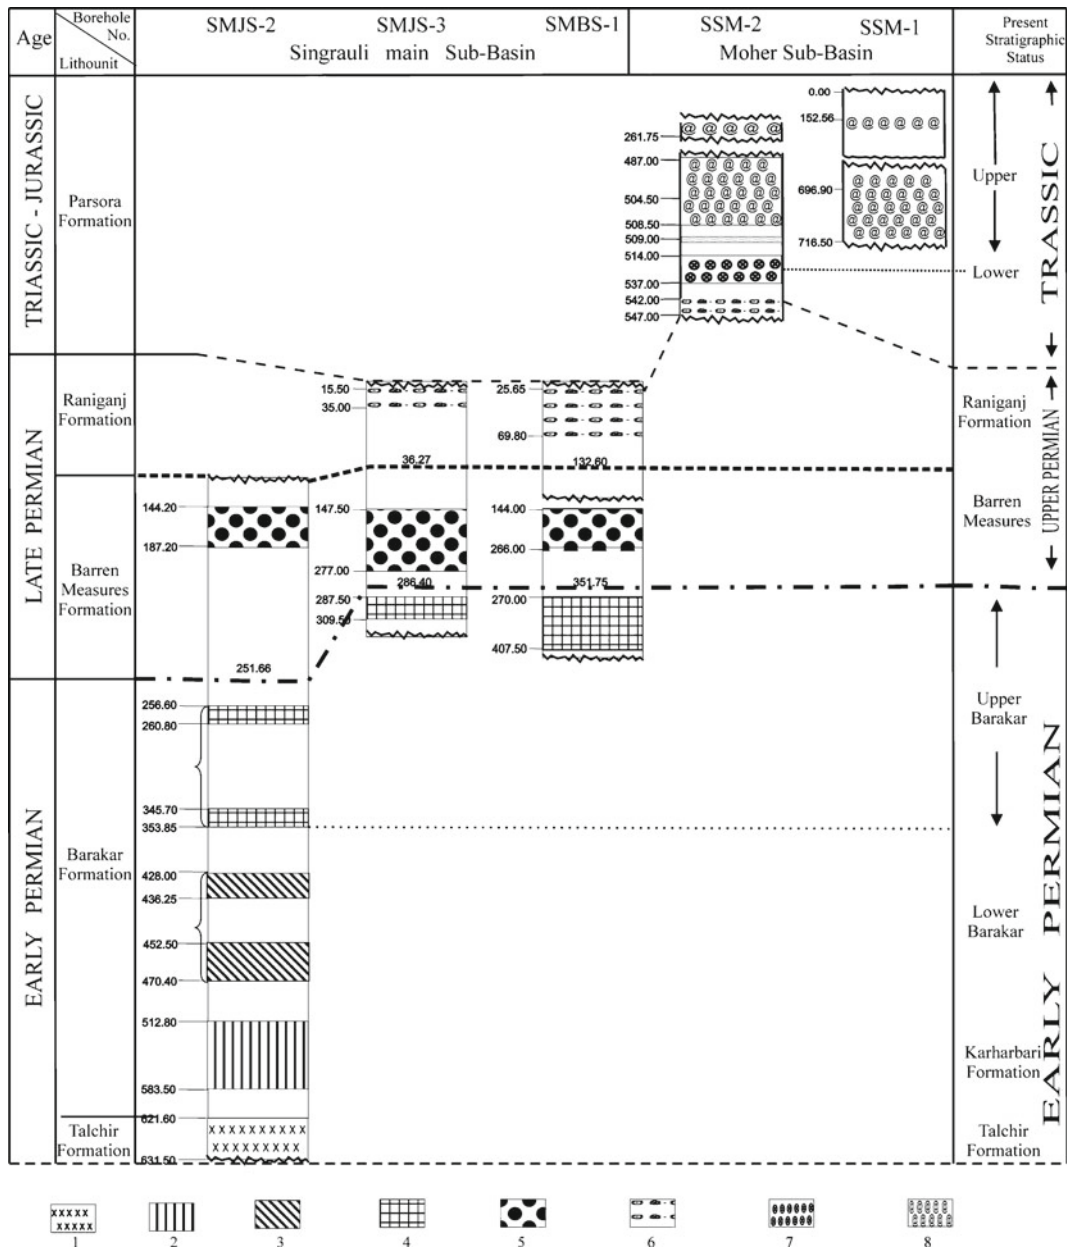 Age
Borehole
No.
Lithounit
SMJS-2
SMJS-3
SMBS-1
SSM-2
SSM-1
Singrauli main Sub-Basin
Moher Sub-Basin
Present
Stratigraphic
Status
TRIASSIC - JURASSIC
LATE PERMIAN
EARLY PERMIAN
Parsora
Formation
Raniganj
Formation
Barren
Measures
Formation
Barakar
Formation
Talchir
Formation
144.20
187.20
251.66
256.60
260.80
345.70
353.85
428.00
436.25
452.50
470.40
512.80
583.50
621.60
631.50
xxxxxxxxxx
xxxxxxxxx
15.50
35.00
36.27
147.50
277.00
286.40
287.50
309.50
25.65
69.80
132.60
144.00
266.00
351.75
270.00
407.50
261.75
487.00
504.50
508.50
509.00
514.00
537.00
542.00
547.00
0.00
152.56
696.90
716.50
Upper
Lower
Raniganj
Formation
Barren
Measures
Upper
Barakar
Lower
Barakar
Karharbari
Formation
Talchir
Formation
TRASSIC
UPPER PERMIAN
EARLY PERMIAN
xxxxx
xxxxx
1
2
3
4
5
6
7
8